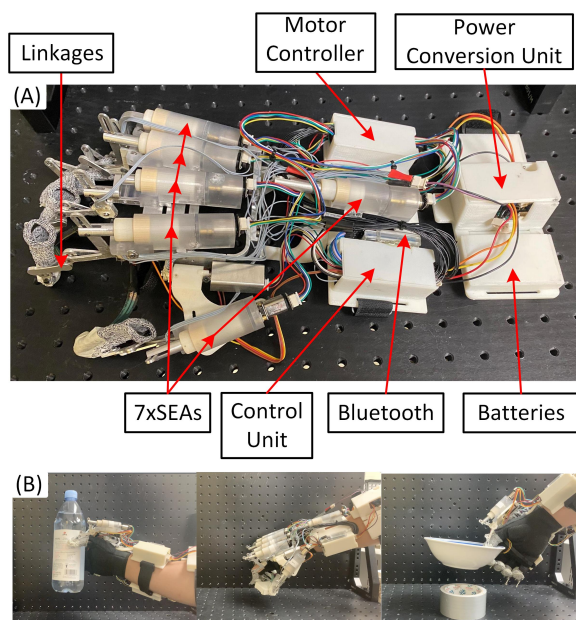 Linkages
Motor
Controller
Power
Conversion Unit
(A)
7xSEAs
Control
Unit
Bluetooth
Batteries
(B)